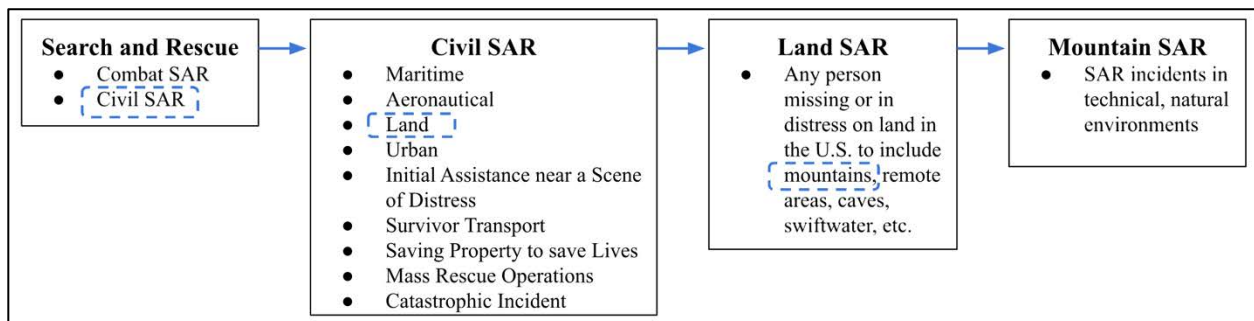 Search and Rescue
● Combat SAR
● Civil SAR
Civil SAR
● Maritime
● Aeronautical
● Land
● Urban
● Initial Assistance near a Scene
of Distress
● Survivor Transport
● Saving Property to save Lives
● Mass Rescue Operations
● Catastrophic Incident
Land SAR
● Any person
missing or in
distress on land in
the U.S. to include
mountains, remote
areas, caves,
swiftwater, etc.
Mountain SAR
● SAR incidents in
technical, natural
environments